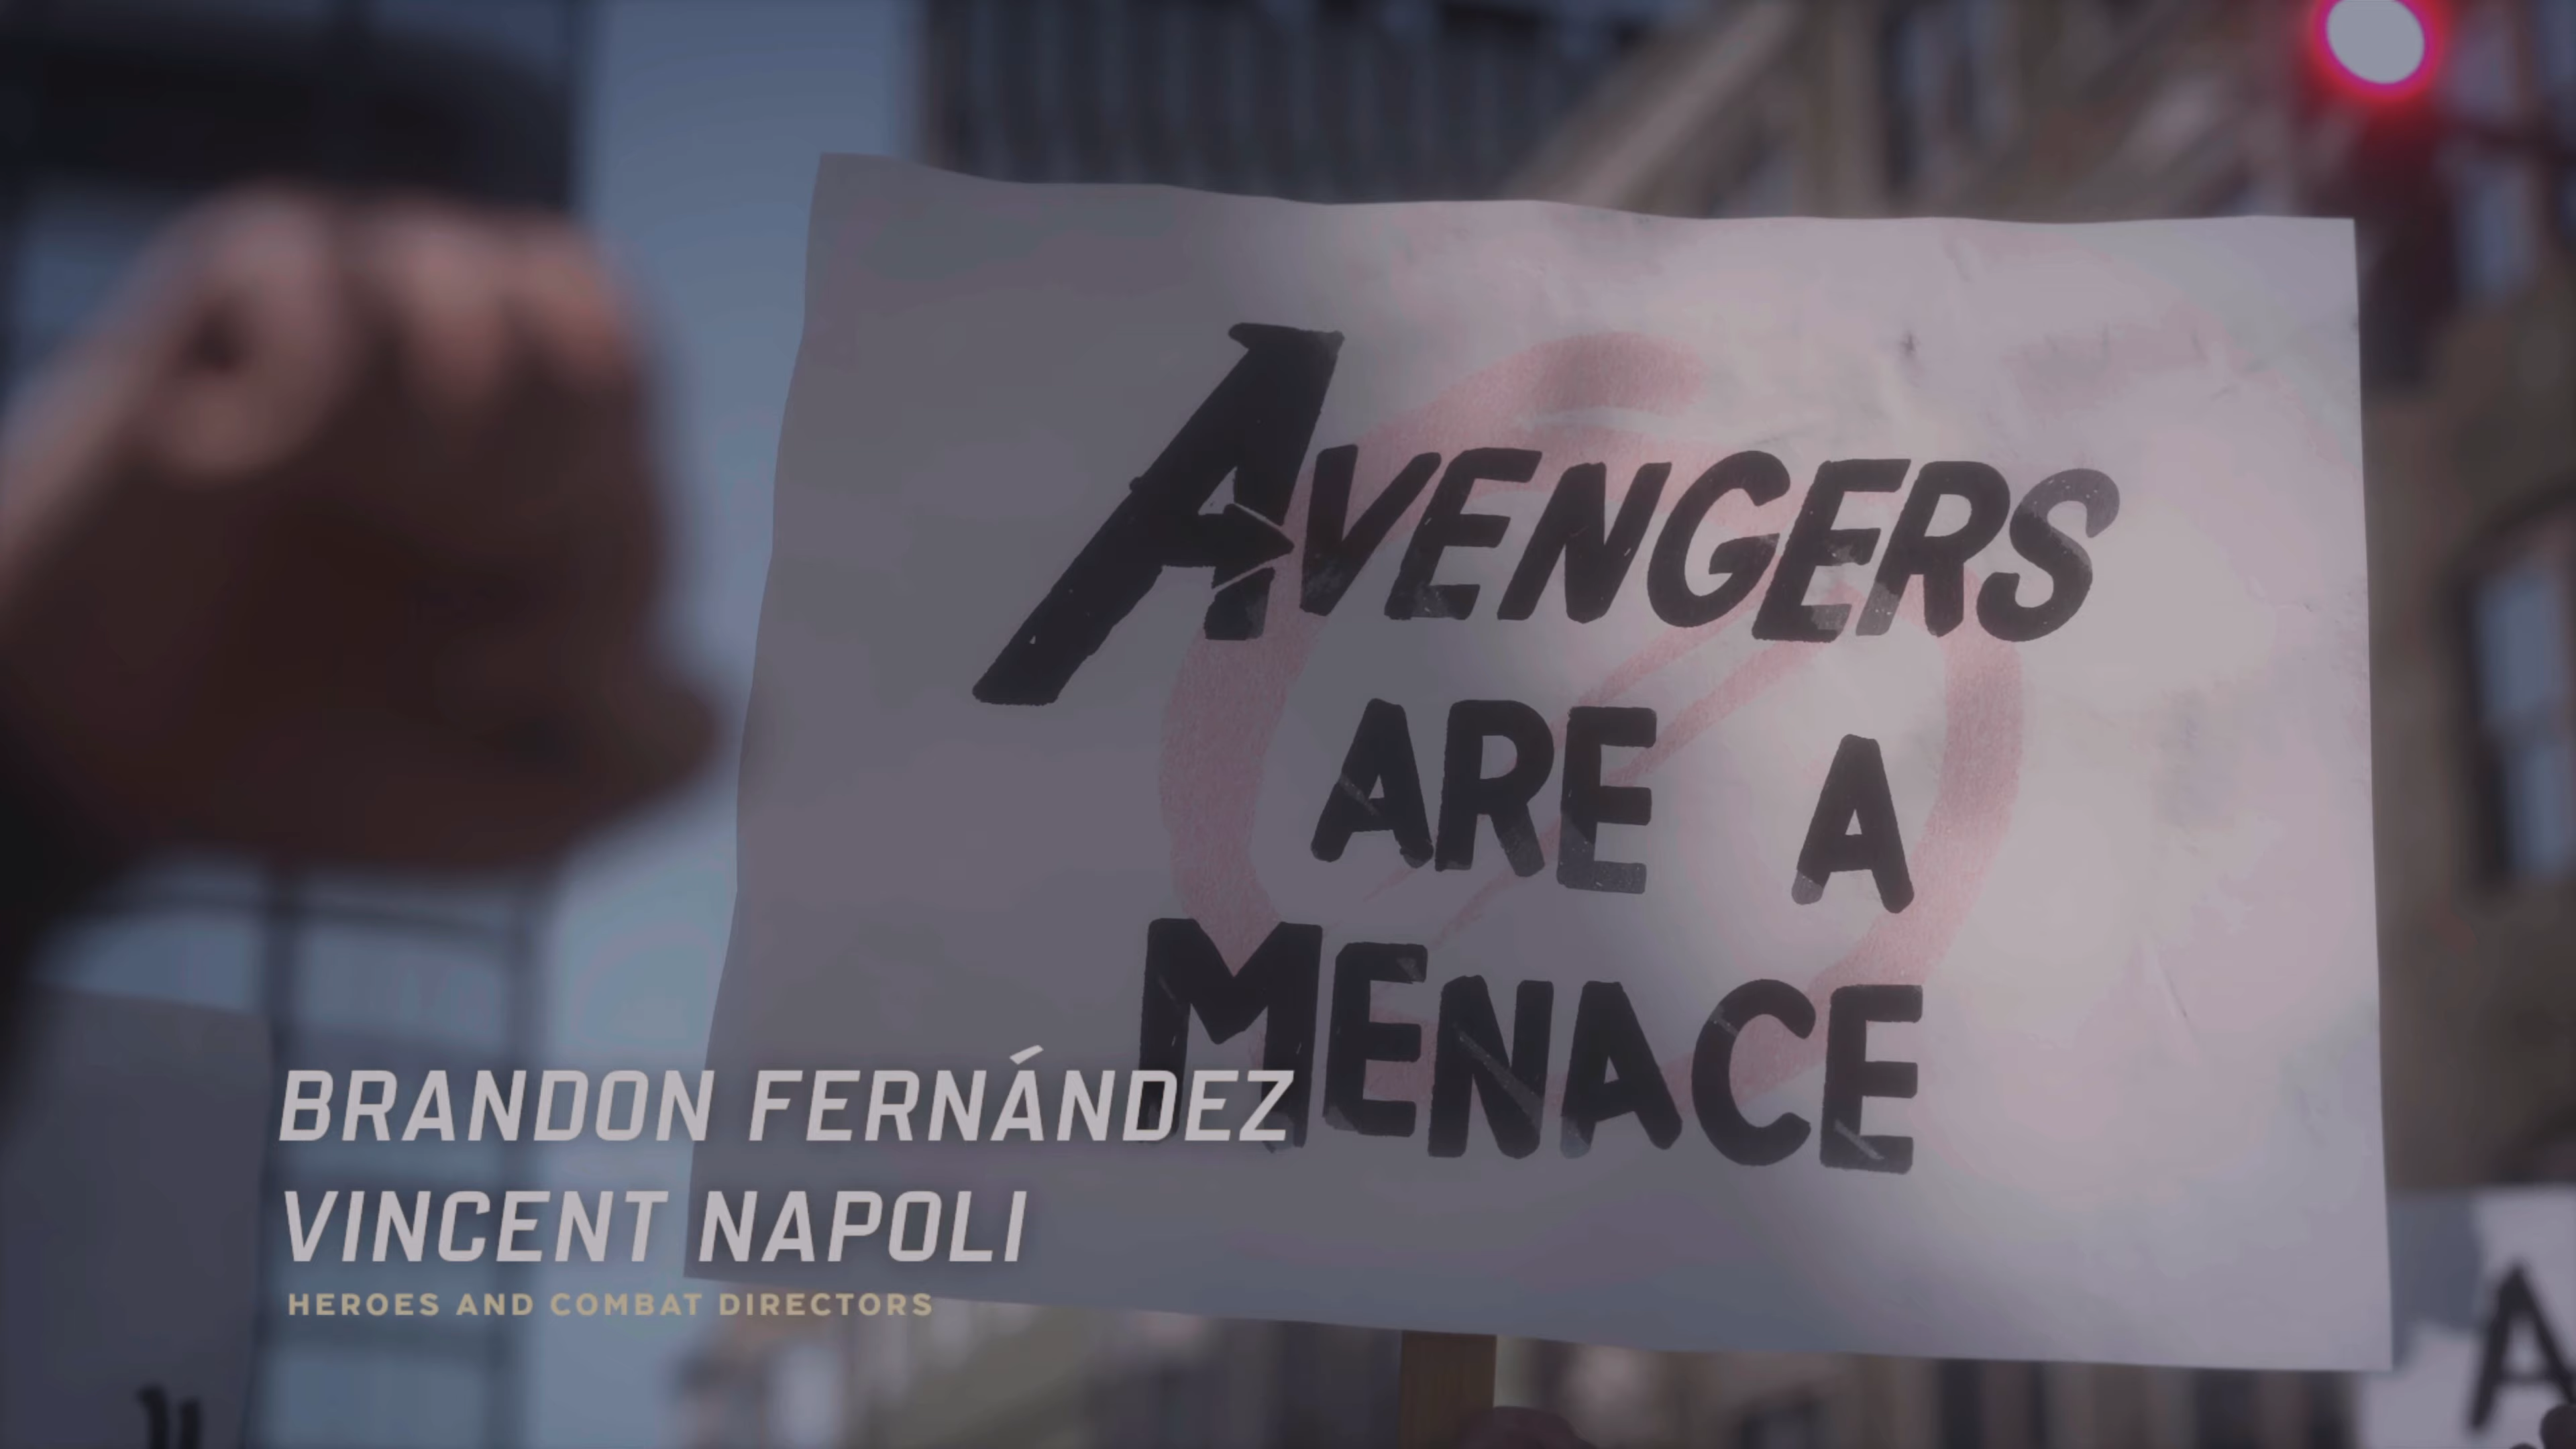 AVENGERS
ARE A
MENACE
BRANDON FERNÁNDEZ
VINCENT NAPOLI
HEROES AND COMBAT DIRECTORS
A